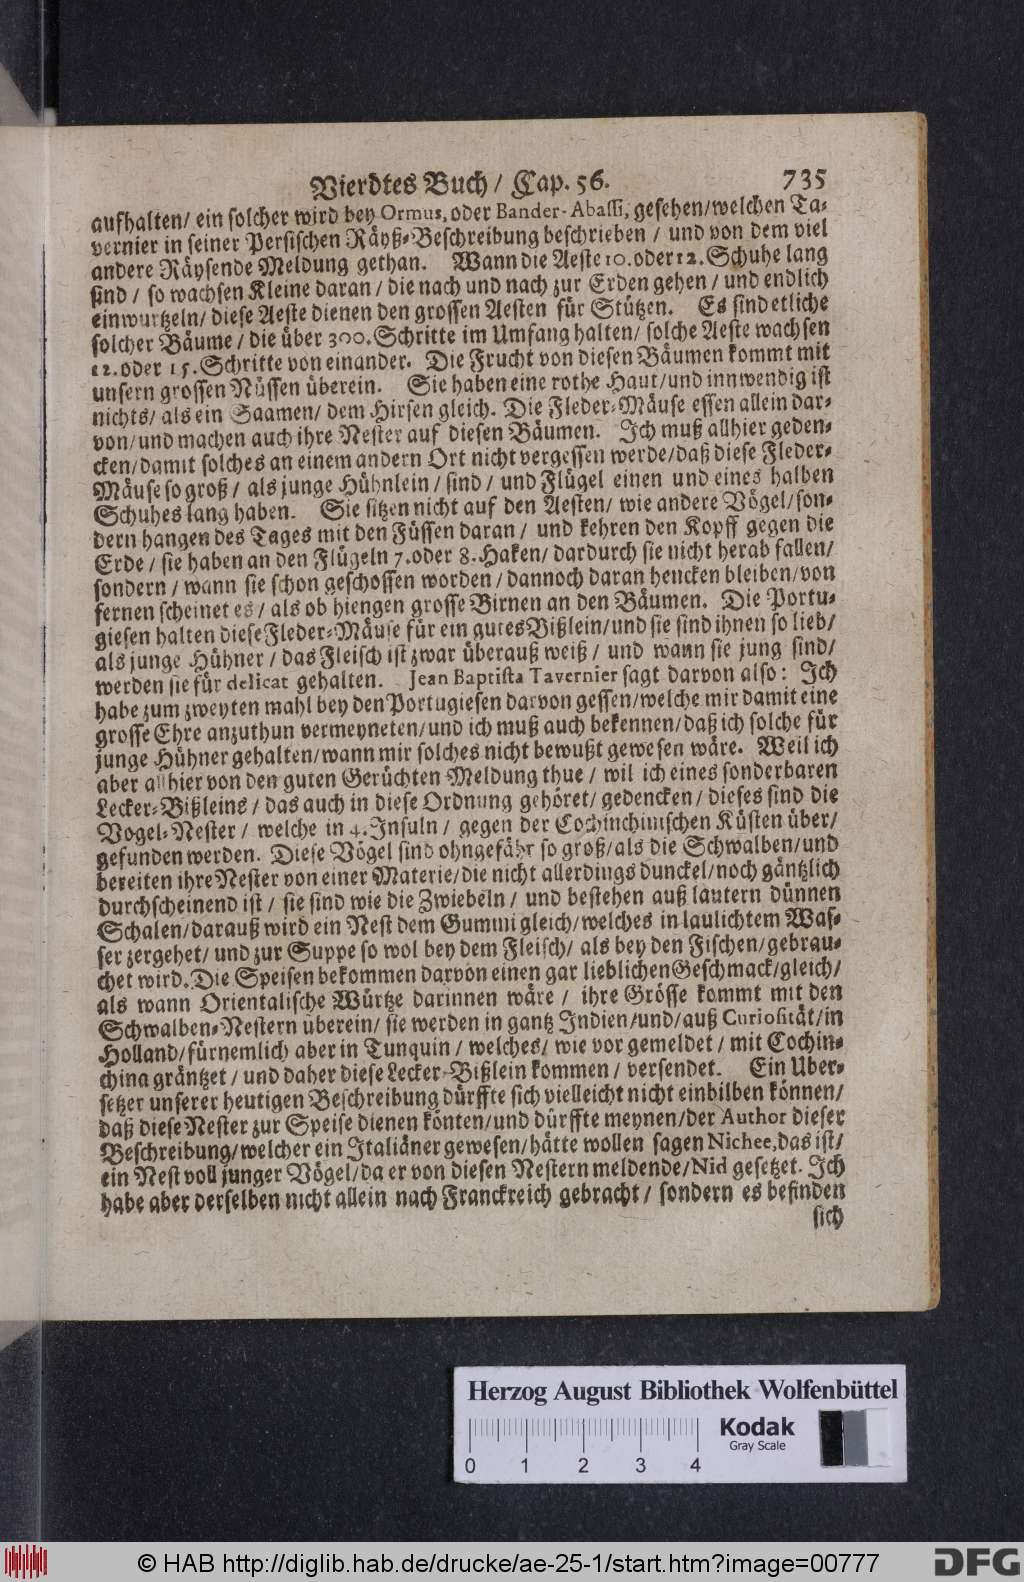 Vierdtes Buch / Cap. 56. 735
aufhalten/ ein solcher wird bey Ormus, oder Bander-Abassi, gesehen/welchen Ta-
vernier in seiner Persischen Räyß-Beschreibung beschrieben / und von dem viel
andere Räysende Meldung gethan. Wann die Aeste 10. oder 12. Schuhe lang
sind / so wachsen Kleine daran / die nach und nach zur Erden gehen / und endlich
einwurtzeln/ diese Aeste dienen den grossen Aesten für Stützen. Es sind etliche
solcher Bäume / die über 300. Schritte im Umfang halten/ solche Aeste wachsen
12. oder 15. Schritte von einander. Die Frucht von diesen Bäumen kommt mit
unsern grossen Nüssen überein. Sie haben eine rothe Haut/und innwendig ist
nichts/ als ein Saamen/ dem Hirsen gleich. Die Fleder-Mäuse essen allein dar-
von/und machen auch ihre Nester auf diesen Bäumen. Ich muß allhier geden-
cken/damit solches an einem andern Ort nicht vergessen werde/daß diese Fleder-
Mäuse so groß / als junge Hühnlein / sind / und Flügel einen und eines halben
Schuhes lang haben. Sie sitzen nicht auf den Aesten/ wie andere Vögel/son-
dern hangen des Tages mit den Füssen daran / und kehren den Kopff gegen die
Erde / sie haben an den Flügeln 7. oder 8. Haken/ dardurch sie nicht herab fallen/
sondern / wann sie schon geschossen worden / dannoch daran hencken bleiben/von
fernen scheinet es / als ob hiengen grosse Birnen an den Bäumen. Die Portu-
giesen halten diese Fleder-Mäuse für ein gutes Bißlein/und sie sind ihnen so lieb/
als junge Hühner / das Fleisch ist zwar überauß weiß / und wann sie jung sind/
werden sie für delicat gehalten. Jean Baptista Tavernier sagt darvon also: Ich
habe zum zweyten mahl bey den Portugiesen darvon gessen/welche mir damit eine
grosse Ehre anzuthun vermeyneten/und ich muß auch bekennen/daß ich solche für
junge Hühner gehalten/wann mir solches nicht bewußt gewesen wäre. Weil ich
aber allhier von den guten Gerüchten Meldung thue / wil ich eines sonderbaren
Lecker-Bißleins / das auch in diese Ordnung gehöret/ gedencken / dieses sind die
Vogel-Nester / welche in 4. Insuln / gegen der Cochinchinischen Küsten über/
gefunden werden. Diese Vögel sind ohngefähr so groß/als die Schwalben/und
bereiten ihre Nester von einer Materie/die nicht allerdings dunckel/noch gäntzlich
durchscheinend ist / sie sind wie die Zwiebeln / und bestehen auß lautern dünnen
Schalen/darauß wird ein Nest dem Gummi gleich/welches in laulichtem Was-
ser zergehet/ und zur Suppe so wol bey dem Fleisch/ als bey den Fischen/gebrau-
chet wird. Die Speisen bekommen darvon einen gar lieblichen Geschmack/gleich/
als wann Orientalische Würtze darinnen wäre / ihre Grösse kommt mit den
Schwalben-Nestern überein/ sie werden in gantz Indien/und/auß Curiosität/in
Holland/fürnemlich aber in Tunquin / welches/ wie vor gemeldet / mit Cochin-
china gräntzet / und daher diese Lecker-Bißlein kommen / versendet. Ein Uber-
setzer unserer heutigen Beschreibung dürffte sich vielleicht nicht einbilben können/
daß diese Nester zur Speise dienen könten/und dürffte meynen/der Author dieser
Beschreibung/welcher ein Italiäner gewesen/hätte wollen sagen Nichee, das ist/
ein Nest voll junger Vögel/da er von diesen Nestern meldende/Nid gesetzet. Ich
habe aber derselben nicht allein nach Franckreich gebracht / sondern es befinden
sich
Herzog August Bibliothek Wolfenbüttel
Kodak
Gray Scale
0 1 2 3 4
© HAB http://diglib.hab.de/drucke/ae-25-1/start.htm?image=00777
DFG